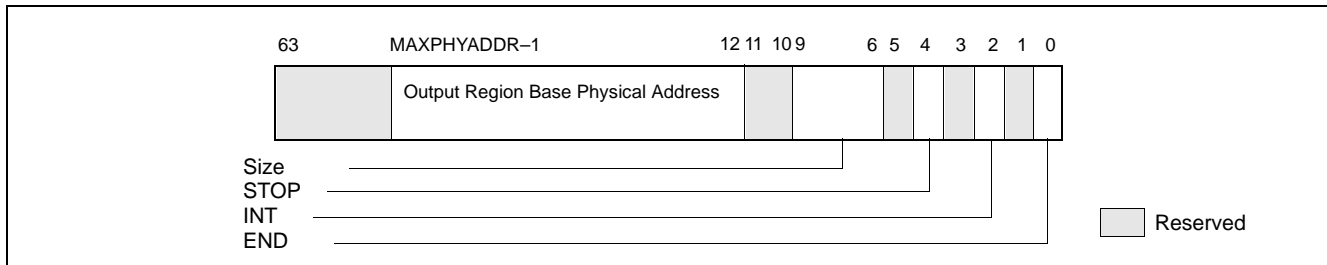 63 MAXPHYADDR–1 12 11 10 9 6 5 4 3 2 1 0
Output Region Base Physical Address
Size
STOP
INT
END
Reserved